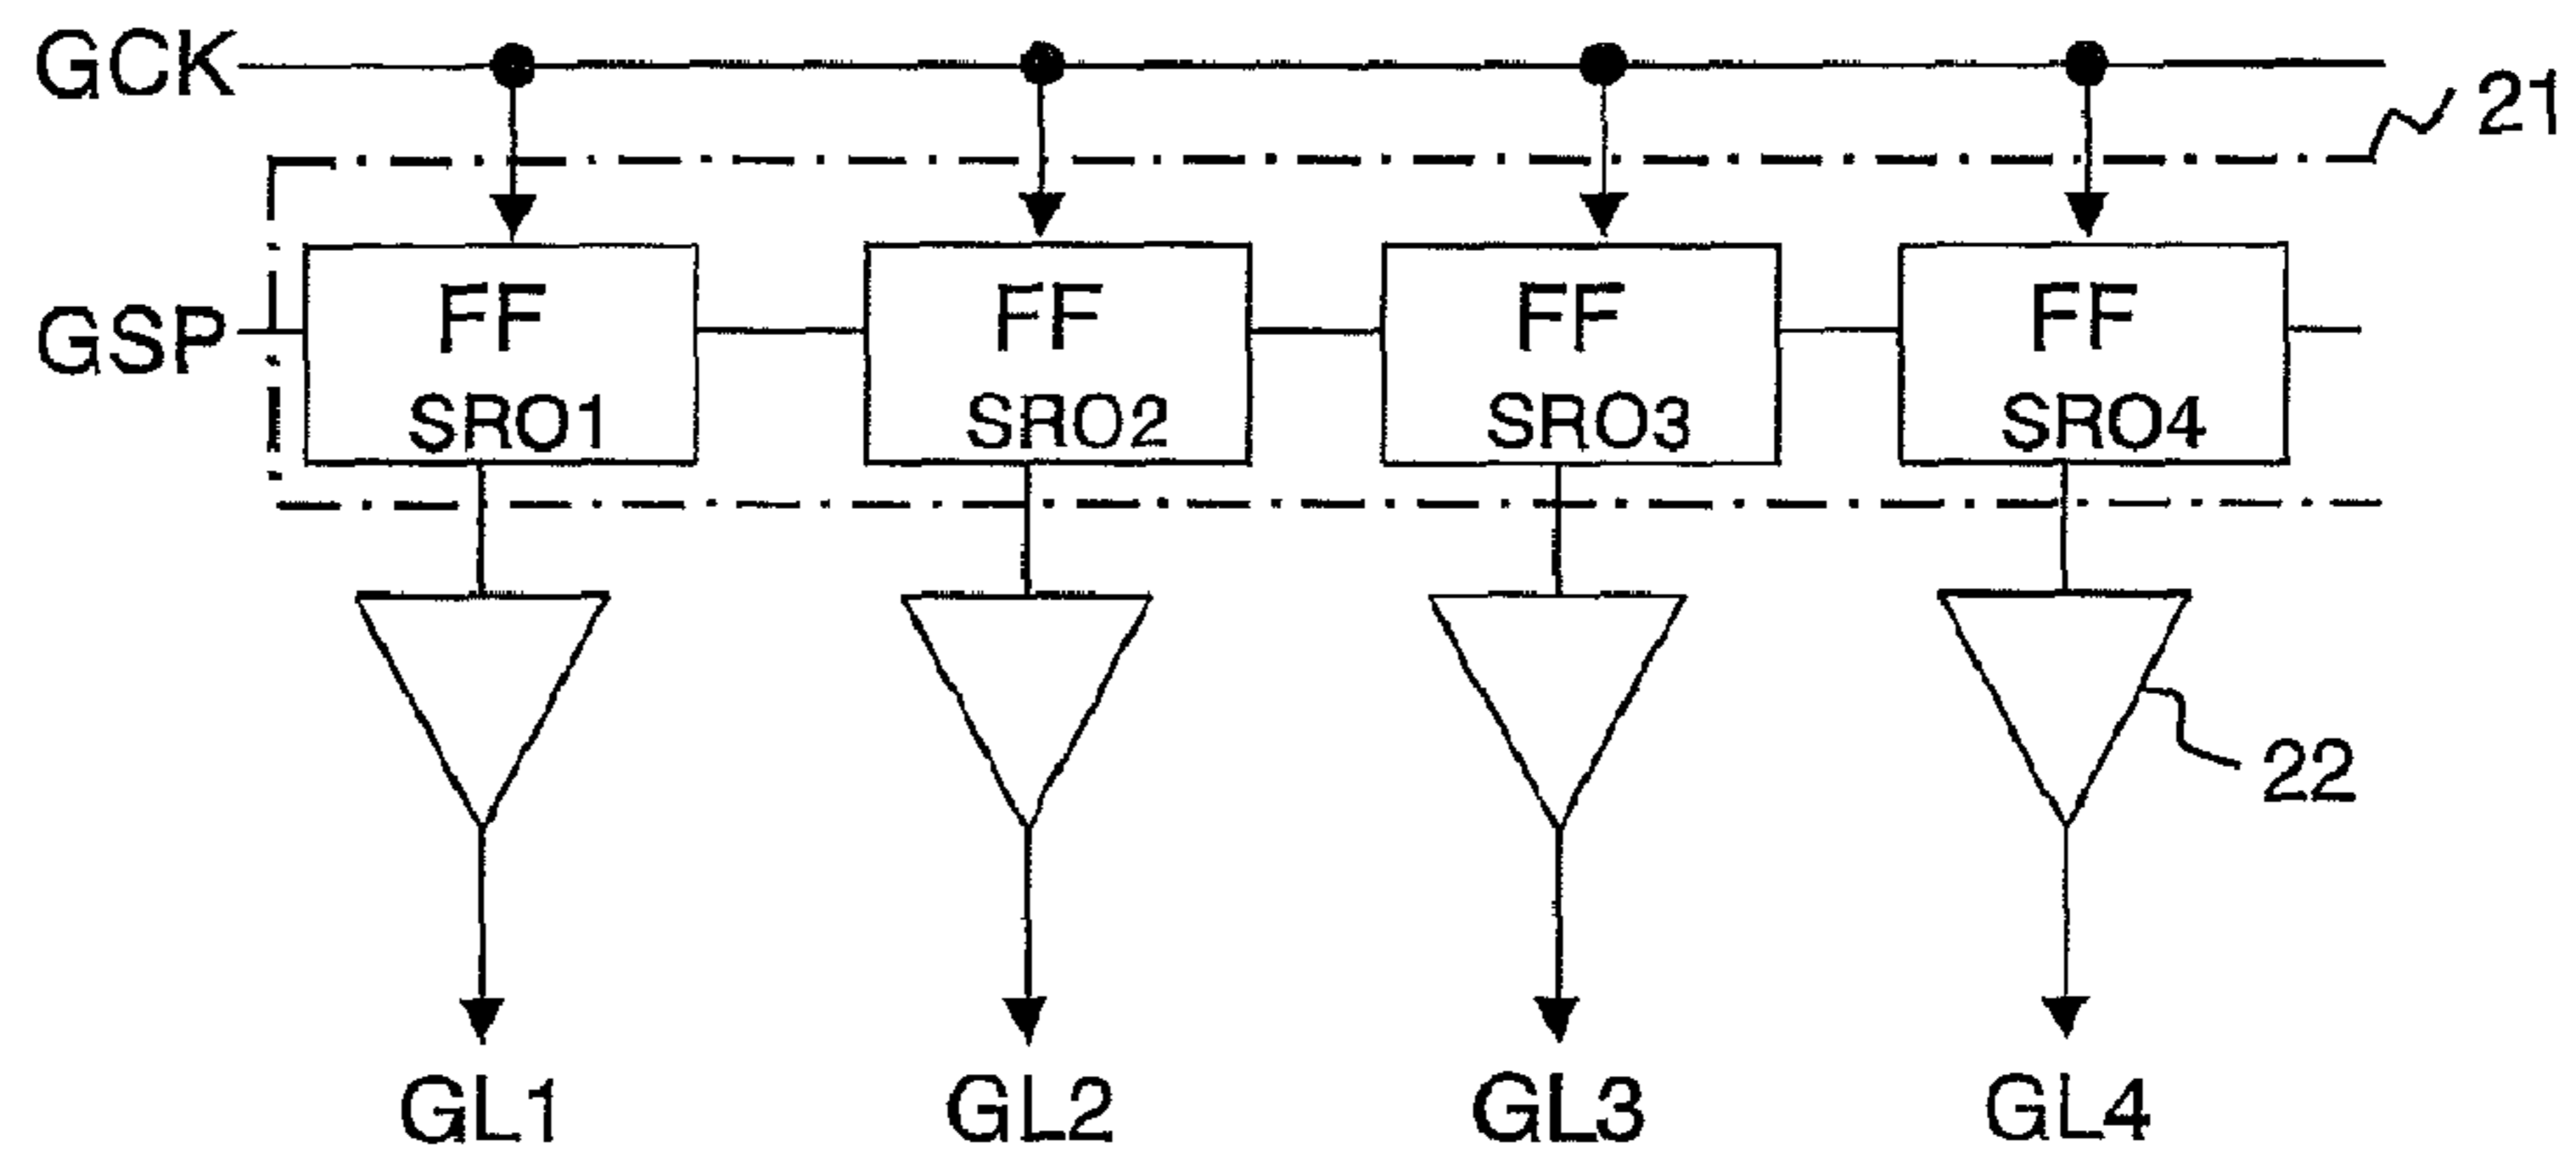 GCK
21
GSP
FF FF FF FF
SRO1 SRO2 SRO3 SRO4
22
GL1 GL2 GL3 GL4